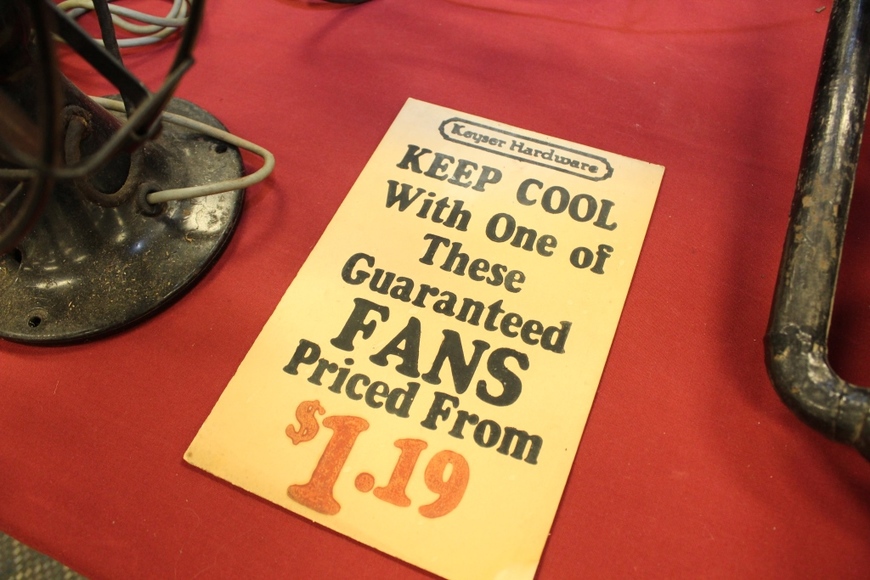 Keyser Hardware
KEEP COOL
With One of
These
Guaranteed
FANS
Priced From
$1.19